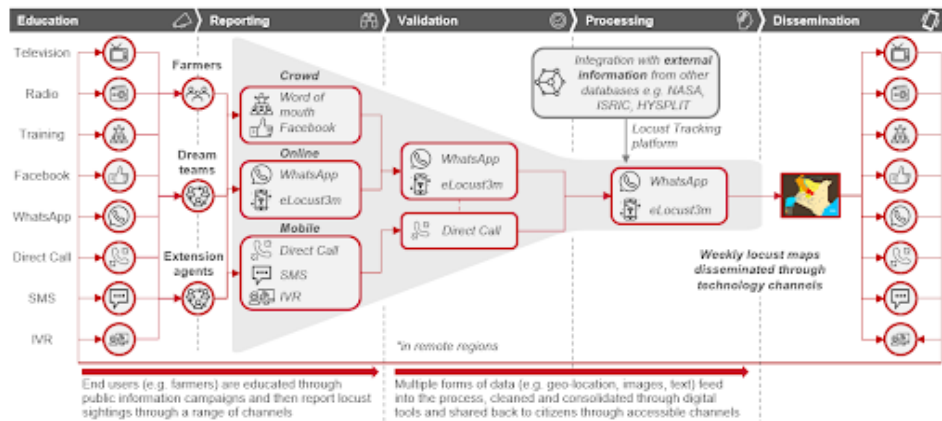 Education
Reporting
Validation
Processing
Dissemination
Television
Radio
Training
Facebook
WhatsApp
Direct Call
SMS
IVR
Farmers
Dream
teams
Extension
agents
Crowd
Word of
mouth
Facebook
Online
WhatsApp
eLocust3m
Mobile
Direct Call
SMS
IVR
WhatsApp
eLocust3m
Direct Call
*in remote regions
Integration with external
information from other
databases e.g. NASA,
ISRIC, HYSPLIT
Locust Tracking
platform
WhatsApp
eLocust3m
Weekly locust maps
disseminated through
technology channels
End users (e.g. farmers) are educated through
public information campaigns and then report locust
sightings through a range of channels
Multiple forms of data (e.g. geo-location, images, text) feed
into the process, cleaned and consolidated through digital
tools and shared back to citizens through accessible channels